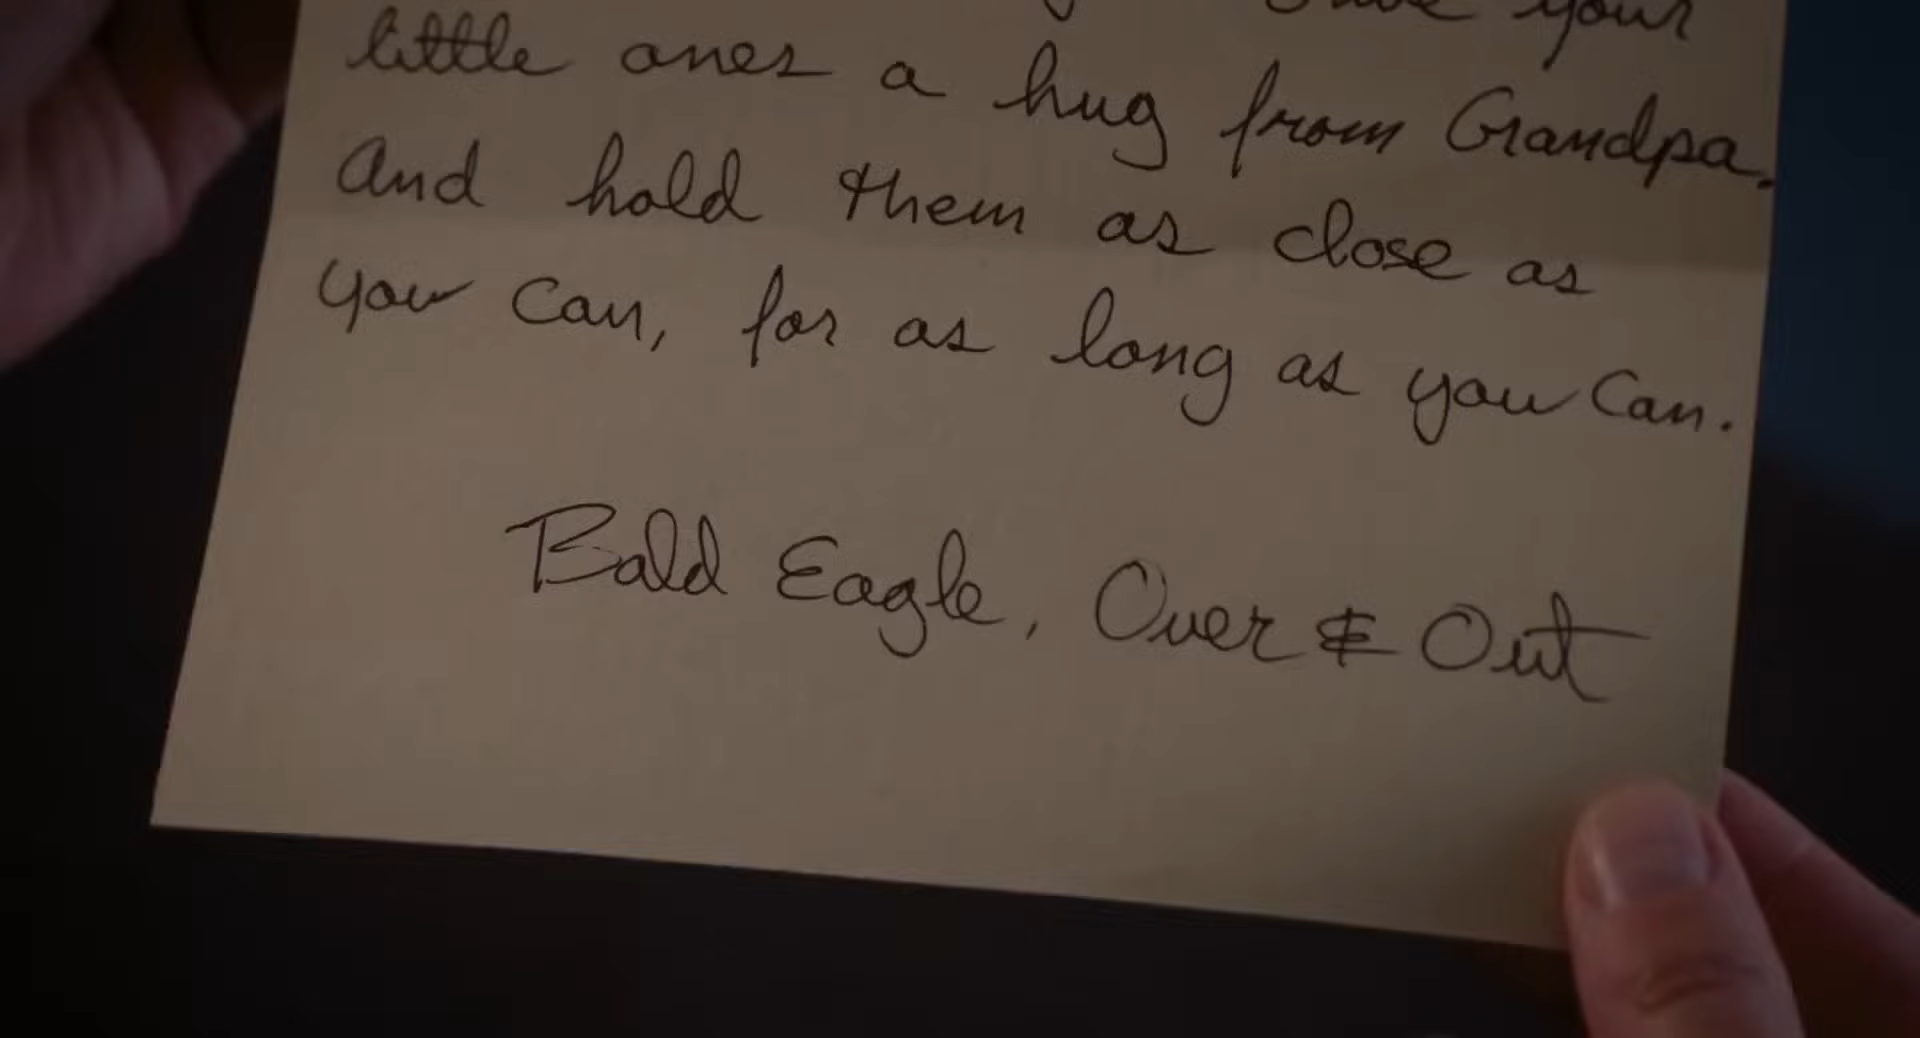 your
little ones a hug from Grandpa.
And hold them as close as
you can, for as long as you can.
Bald Eagle, Over & Out